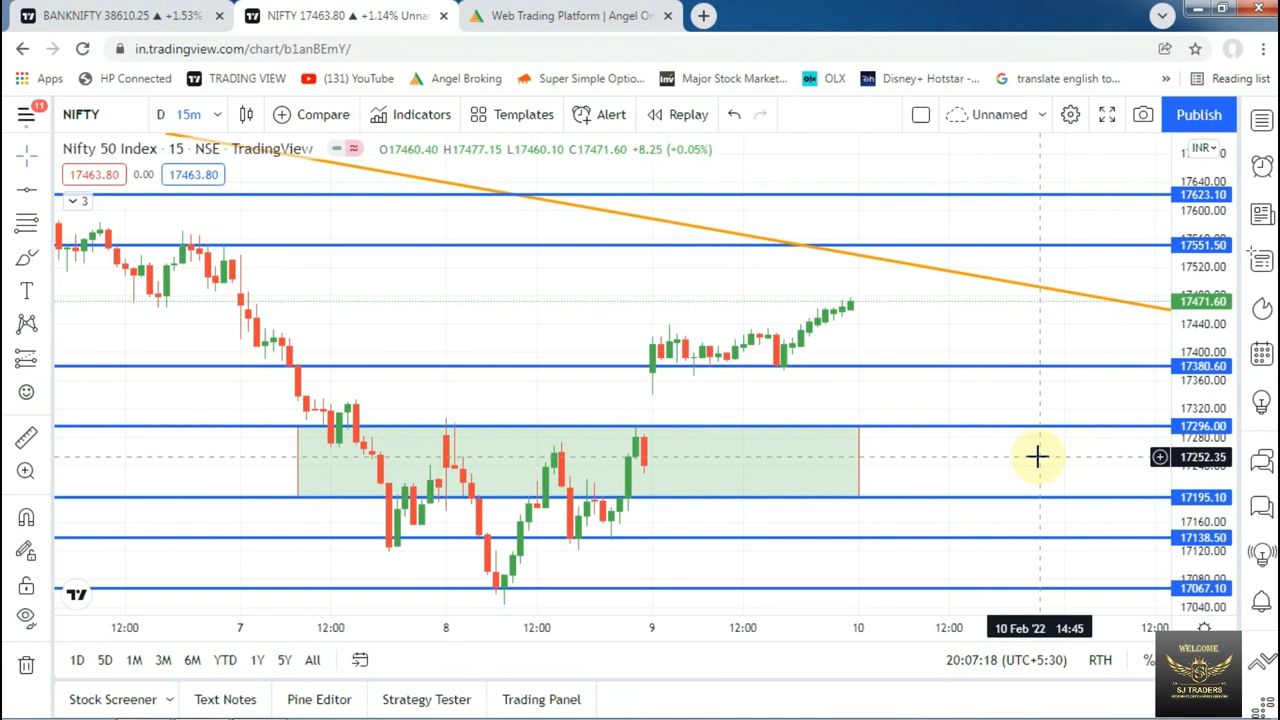 BANKNIFTY 38610.25 ▲ +1.53%
NIFTY 17463.80 ▲ +1.14% Unna
Web Trading Platform | Angel On
in.tradingview.com/chart/b1anBEmY/
Apps
HP Connected
TRADING VIEW
(131) YouTube
Angel Broking
Super Simple Optio...
Major Stock Market...
OLX
Disney+ Hotstar -...
translate english to...
Reading list
11
NIFTY
D
15m
Compare
Indicators
Templates
Alert
Replay
Unnamed
Publish
Nifty 50 Index · 15 · NSE · TradingView
O17460.40 H17477.15 L17460.10 C17471.60 +8.25 (+0.05%)
INR
17463.80
0.00
17463.80
3
17640.00
17623.10
17600.00
17551.50
17520.00
17471.60
17440.00
17400.00
17380.60
17360.00
17320.00
17296.00
17280.00
17252.35
17195.10
17160.00
17138.50
17120.00
17080.00
17067.10
17040.00
12:00
7
12:00
8
12:00
9
12:00
10
12:00
10 Feb '22 14:45
12:00
1D
5D
1M
3M
6M
YTD
1Y
5Y
All
20:07:18 (UTC+5:30)
RTH
%
WELCOME
SJ TRADERS
Stock Screener
Text Notes
Pine Editor
Strategy Tester
Trading Panel